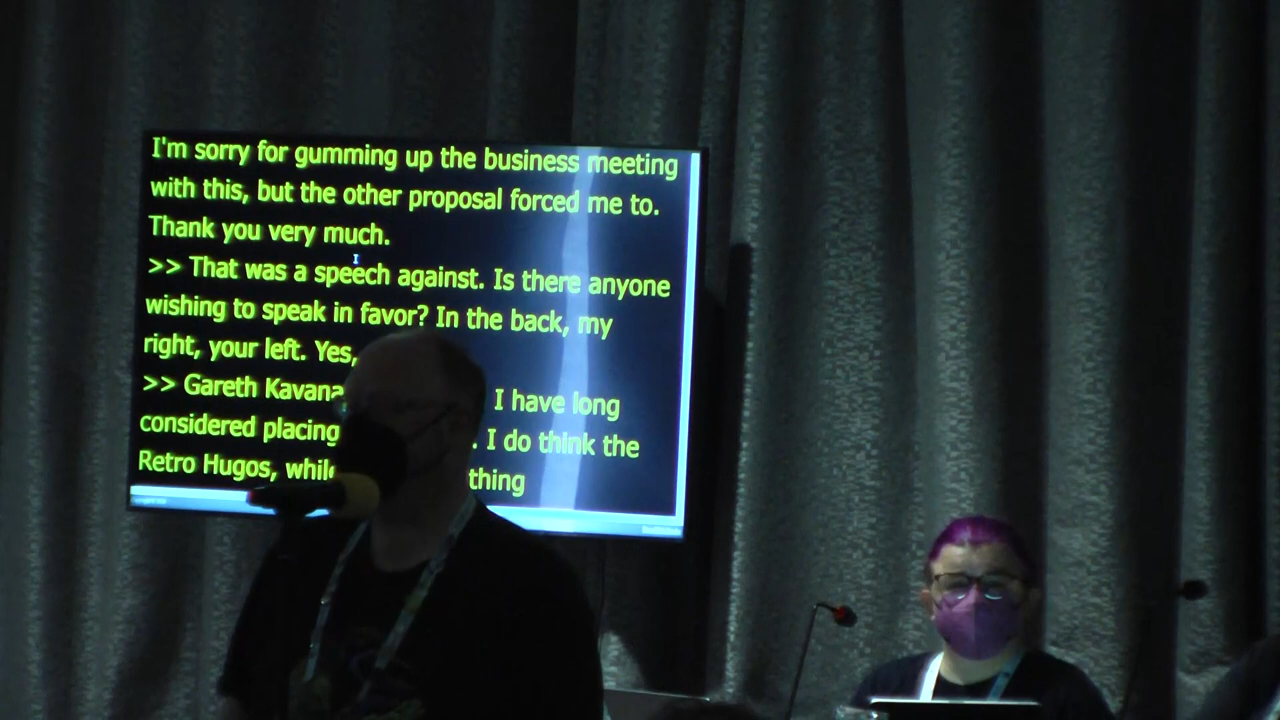 I'm sorry for gumming up the business meeting
with this, but the other proposal forced me to.
Thank you very much.
>> That was a speech against. Is there anyone
wishing to speak in favor? In the back, my
right, your left. Yes,
>> Gareth I have long
considered placing . I do think the
Retro Hugos, thing